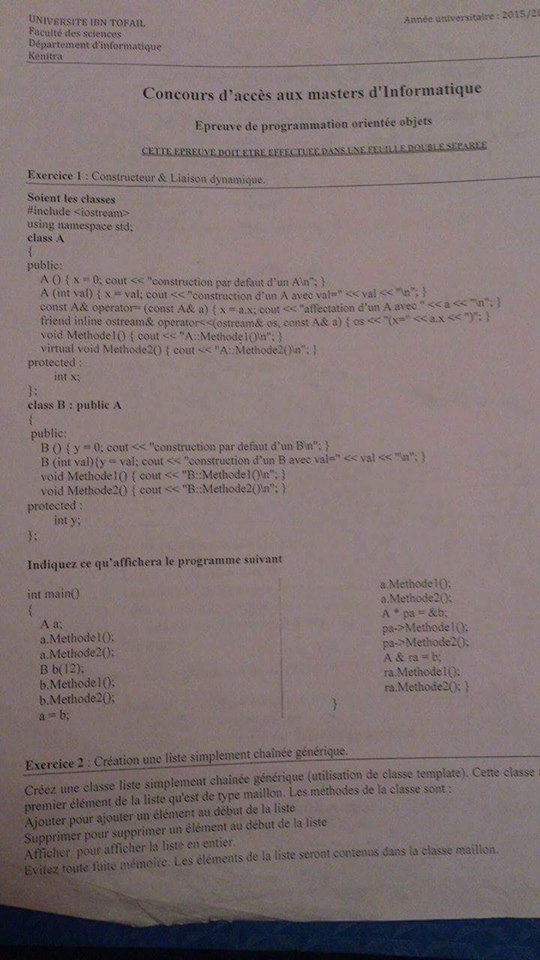 UNIVERSITE IBN TOFAIL
Faculté des sciences
Département d'informatique
Kenitra
Année universitaire : 2015/20
Concours d'accès aux masters d'Informatique
Epreuve de programmation orientée objets
CETTE EPREUVE DOIT ETRE EFFECTUEE DANS UNE FEUILLE DOUBLE SEPAREE
Exercice 1 : Constructeur & Liaison dynamique.
Soient les classes
#include <iostream>
using namespace std;
class A
{
public:
A () { x = 0; cout << "construction par defaut d'un A\n"; }
A (int val) { x = val; cout << "construction d'un A avec val=" << val << "\n"; }
const A& operator= (const A& a) { x = a.x; cout << "affectation d'un A avec " << a << "\n"; }
friend inline ostream& operator<<(ostream& os, const A& a) { os << "(x=" << a.x << ")"; }
void Methode1() { cout << "A::Methode1()\n"; }
virtual void Methode2() { cout << "A::Methode2()\n"; }
protected :
int x;
};
class B : public A
{
public:
B () { y = 0; cout << "construction par defaut d'un B\n"; }
B (int val){y = val; cout << "construction d'un B avec val=" << val << "\n"; }
void Methode1() { cout << "B::Methode1()\n"; }
void Methode2() { cout << "B::Methode2()\n"; }
protected :
int y;
};
Indiquez ce qu'affichera le programme suivant
int main()
{
A a;
a.Methode1();
a.Methode2();
B b(12);
b.Methode1();
b.Methode2();
a = b;
a.Methode1();
a.Methode2();
A * pa = &b;
pa->Methode1();
pa->Methode2();
A & ra = b;
ra.Methode1();
ra.Methode2(); }
}
Exercice 2 : Création une liste simplement chaînée générique.
Créez une classe liste simplement chaînée générique (utilisation de classe template). Cette classe
premier élément de la liste qu'est de type maillon. Les méthodes de la classe sont :
Ajouter pour ajouter un élément au début de la liste
Supprimer pour supprimer un élément au début de la liste
Afficher pour afficher la liste en entier.
Evitez toute fuite mémoire. Les éléments de la liste seront contenus dans la classe maillon.